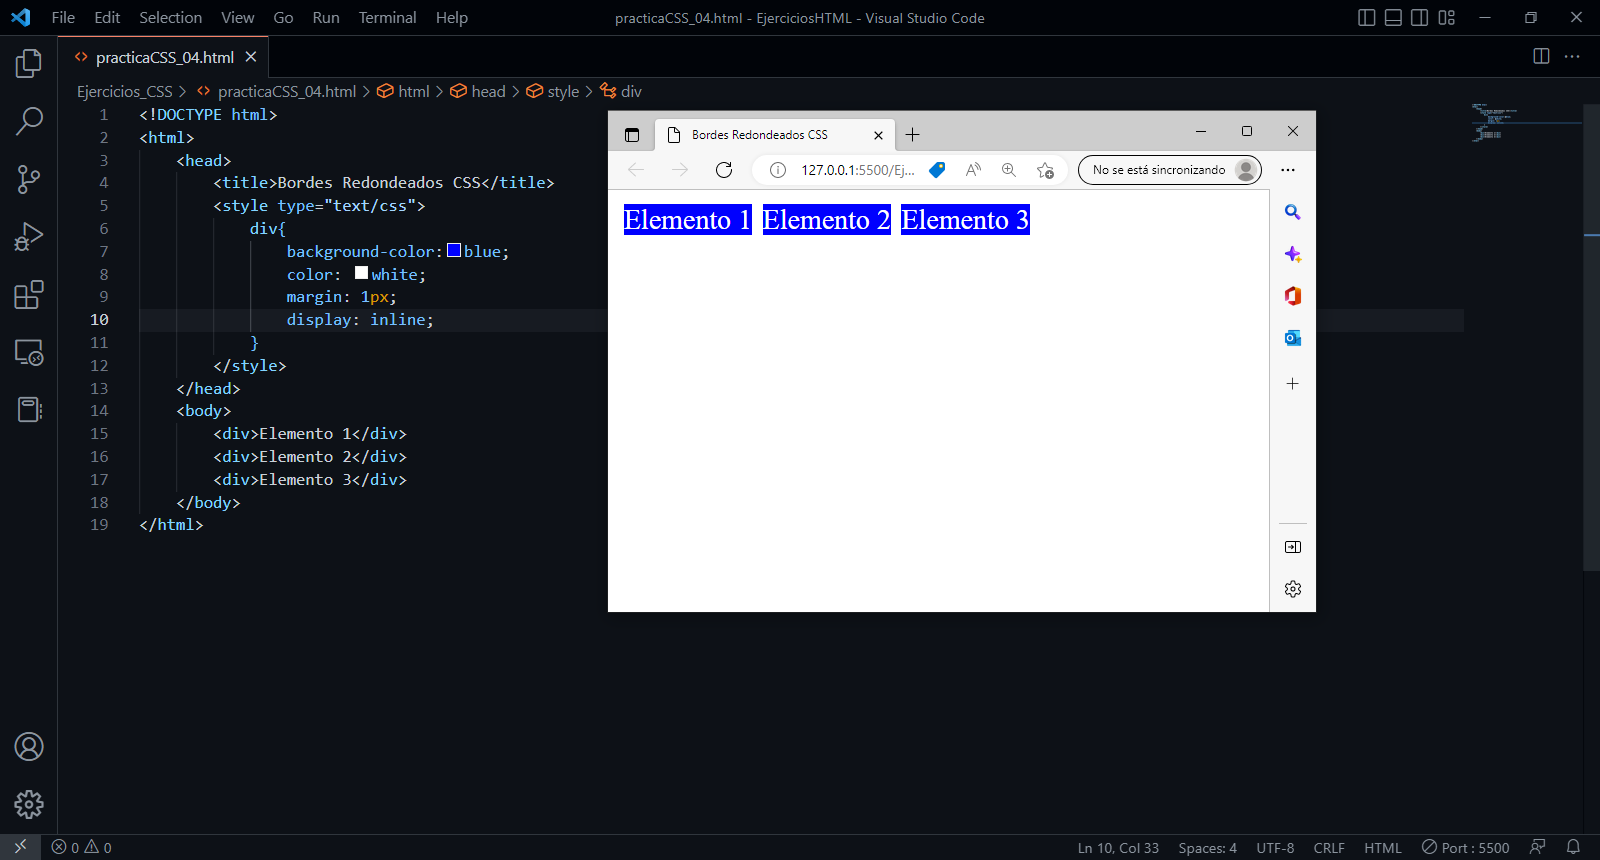 File Edit Selection View Go Run Terminal Help
practicaCSS_04.html - EjerciciosHTML - Visual Studio Code
practicaCSS_04.html
Ejercicios_CSS > practicaCSS_04.html > html > head > style > div
1 <!DOCTYPE html>
2 <html>
3 <head>
4 <title>Bordes Redondeados CSS</title>
5 <style type="text/css">
6 div{
7 background-color: blue;
8 color: white;
9 margin: 1px;
10 display: inline;
11 }
12 </style>
13 </head>
14 <body>
15 <div>Elemento 1</div>
16 <div>Elemento 2</div>
17 <div>Elemento 3</div>
18 </body>
19 </html>
Bordes Redondeados CSS
127.0.0.1:5500/Ej...
No se está sincronizando
Elemento 1 Elemento 2 Elemento 3
0 0
Ln 10, Col 33 Spaces: 4 UTF-8 CRLF HTML Port : 5500